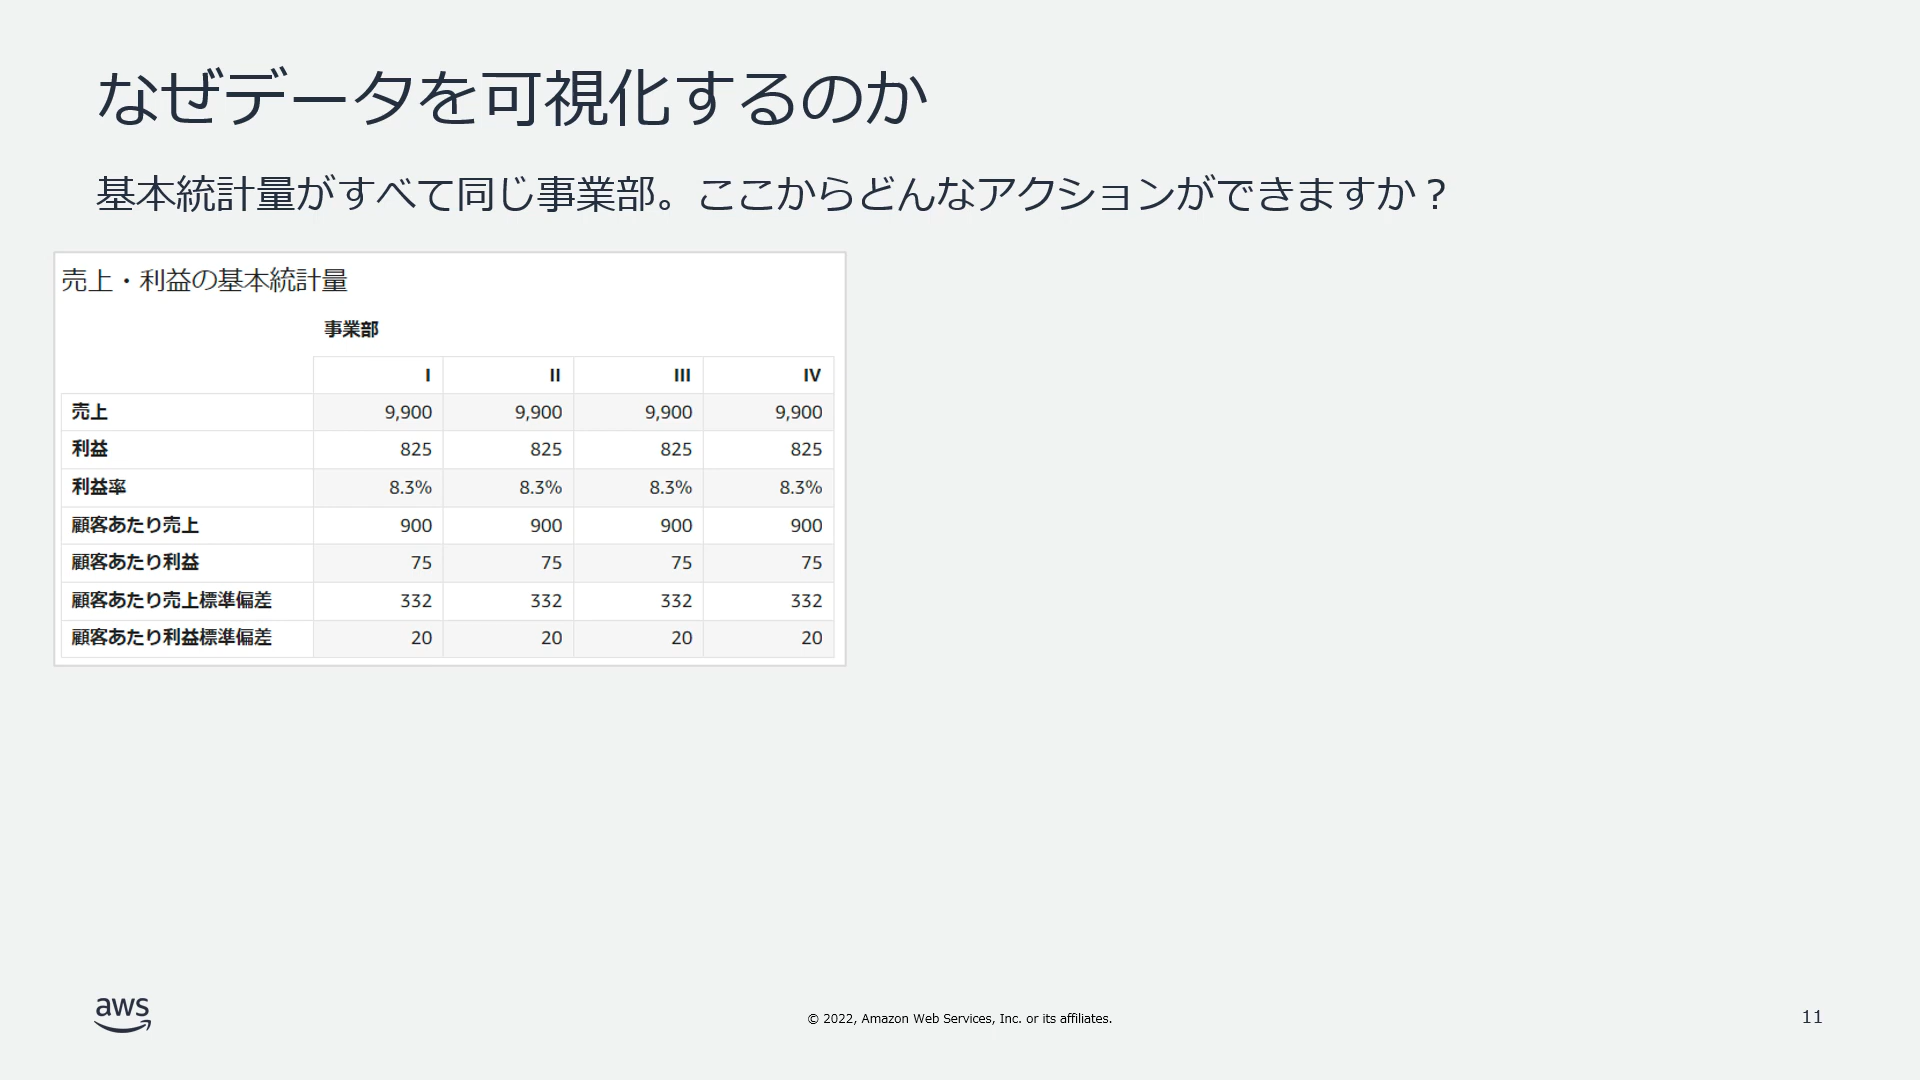 なぜデータを可視化するのか
基本統計量がすべて同じ事業部。ここからどんなアクションができますか？
売上・利益の基本統計量
事業部
I II III IV
売上 9,900 9,900 9,900 9,900
利益 825 825 825 825
利益率 8.3% 8.3% 8.3% 8.3%
顧客あたり売上 900 900 900 900
顧客あたり利益 75 75 75 75
顧客あたり売上標準偏差 332 332 332 332
顧客あたり利益標準偏差 20 20 20 20
aws
© 2022, Amazon Web Services, Inc. or its affiliates.
11